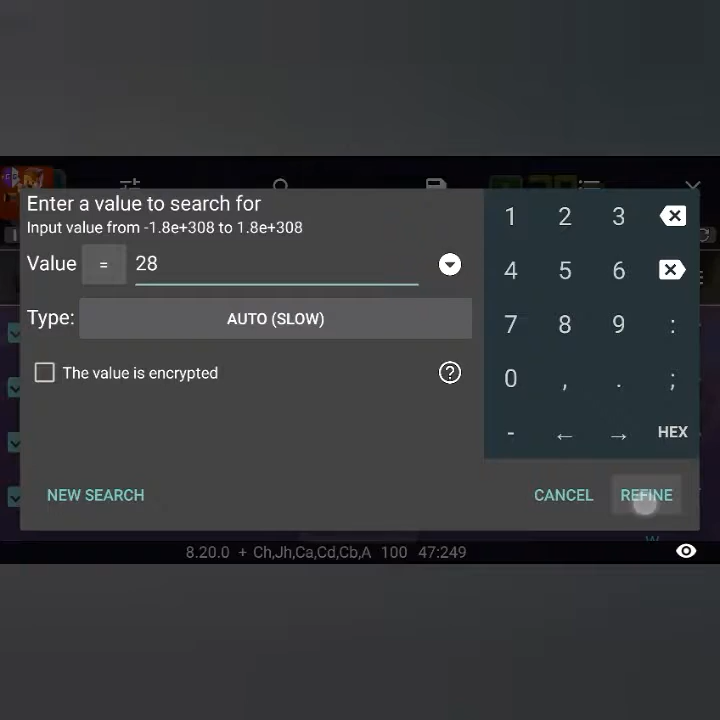 Enter a value to search for
Input value from -1.8e+308 to 1.8e+308
Value = 28
Type: AUTO (SLOW)
The value is encrypted ?
NEW SEARCH CANCEL REFINE
1 2 3
4 5 6
7 8 9 :
0 , . ;
- ← → HEX
8.20.0 + Ch,Jh,Ca,Cd,Cb,A 100 47:249